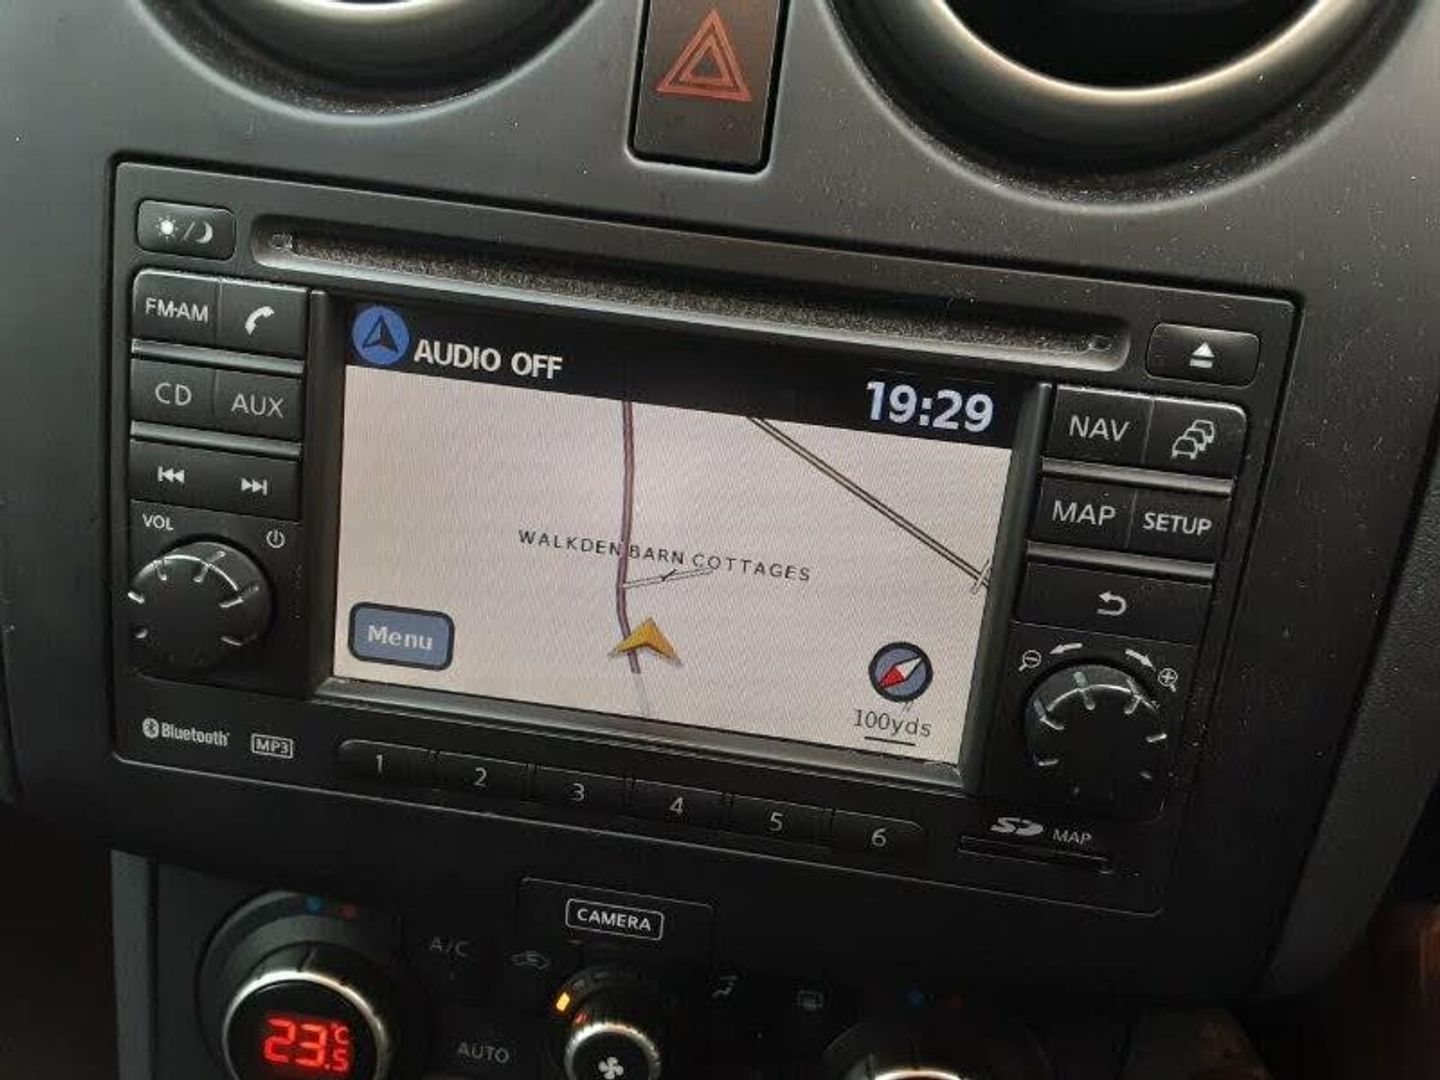 FM·AM
CD
AUX
VOL
AUDIO OFF
19:29
WALKDEN BARN COTTAGES
Menu
100yds
NAV
MAP
SETUP
Bluetooth
MP3
1
2
3
4
5
6
SD
MAP
CAMERA
A/C
23.5°C
AUTO